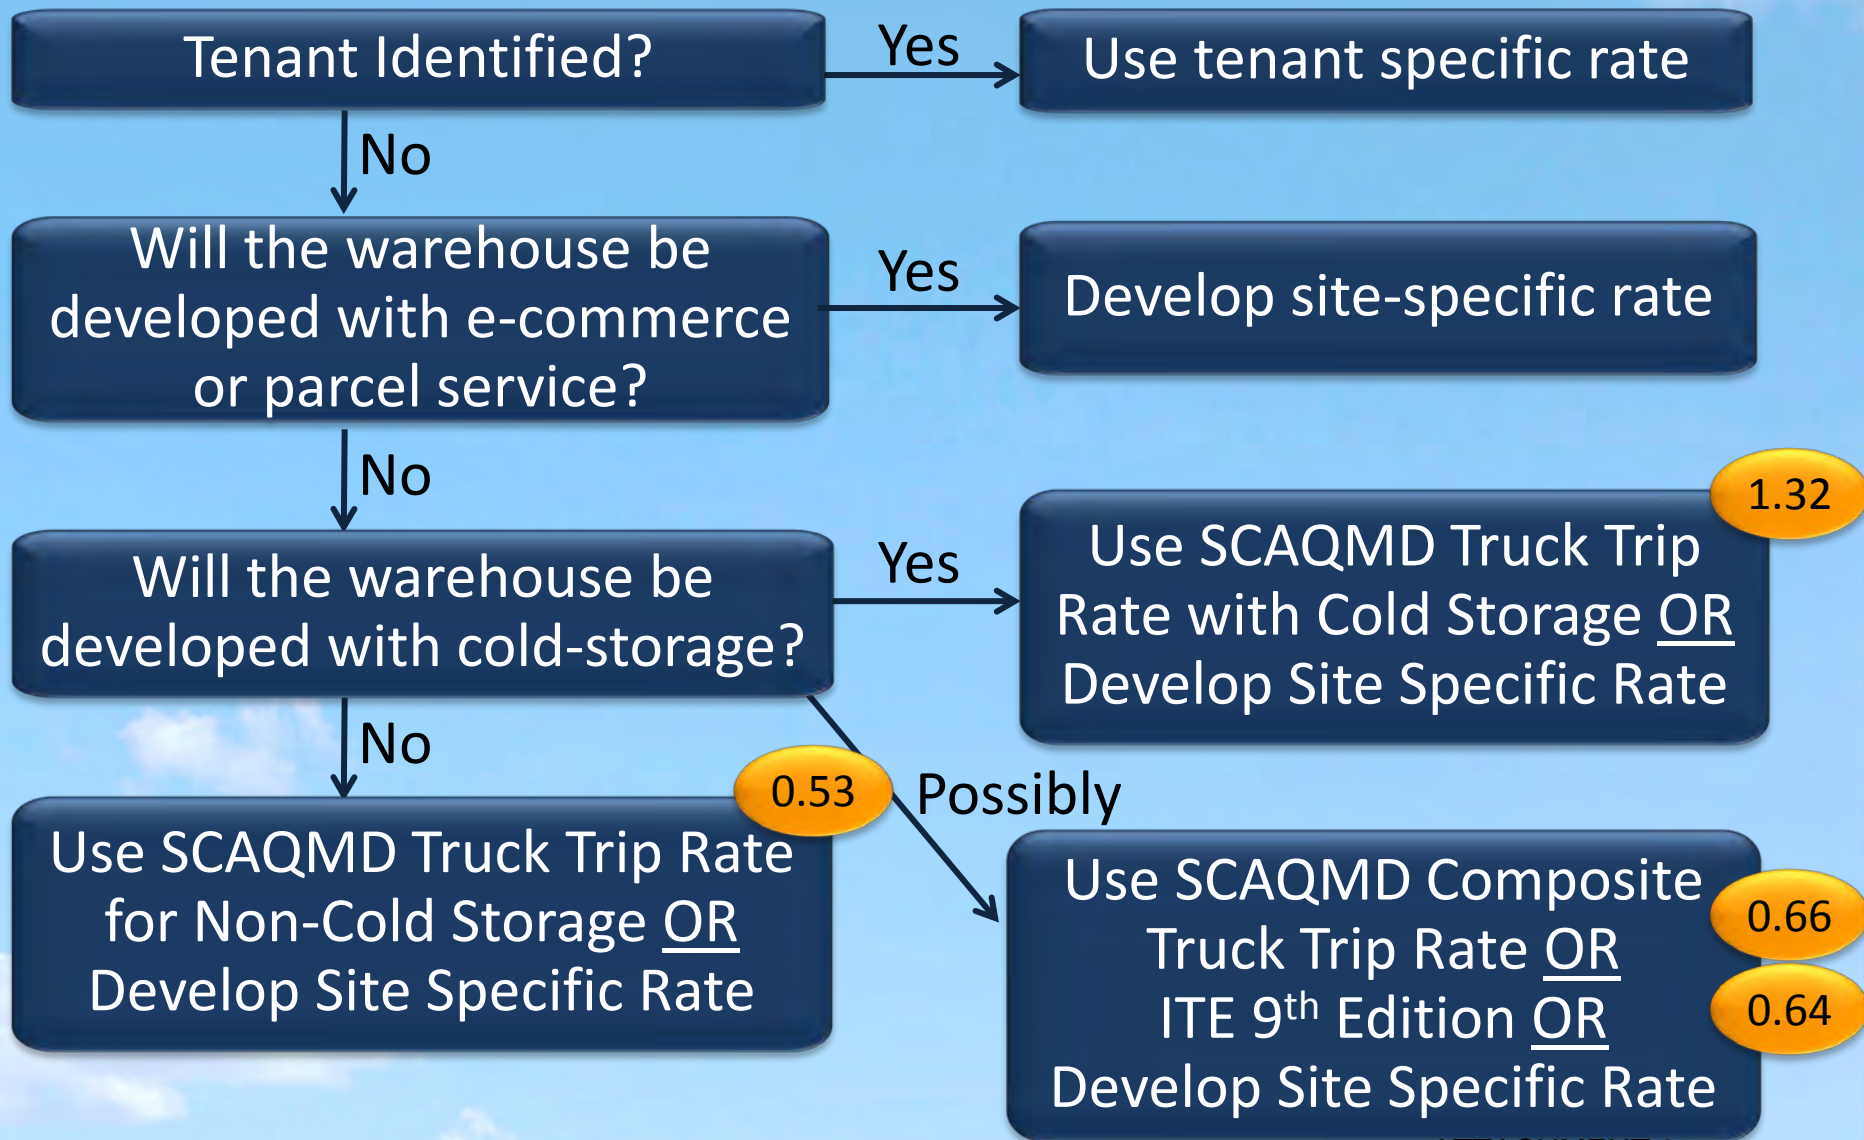 Tenant Identified?
Yes
Use tenant specific rate
No
Will the warehouse be
developed with e-commerce
or parcel service?
Yes
Develop site-specific rate
No
Will the warehouse be
developed with cold-storage?
Yes
1.32
Use SCAQMD Truck Trip
Rate with Cold Storage OR
Develop Site Specific Rate
No
0.53
Use SCAQMD Truck Trip Rate
for Non-Cold Storage OR
Develop Site Specific Rate
Possibly
Use SCAQMD Composite
Truck Trip Rate OR
ITE 9th Edition OR
Develop Site Specific Rate
0.66
0.64